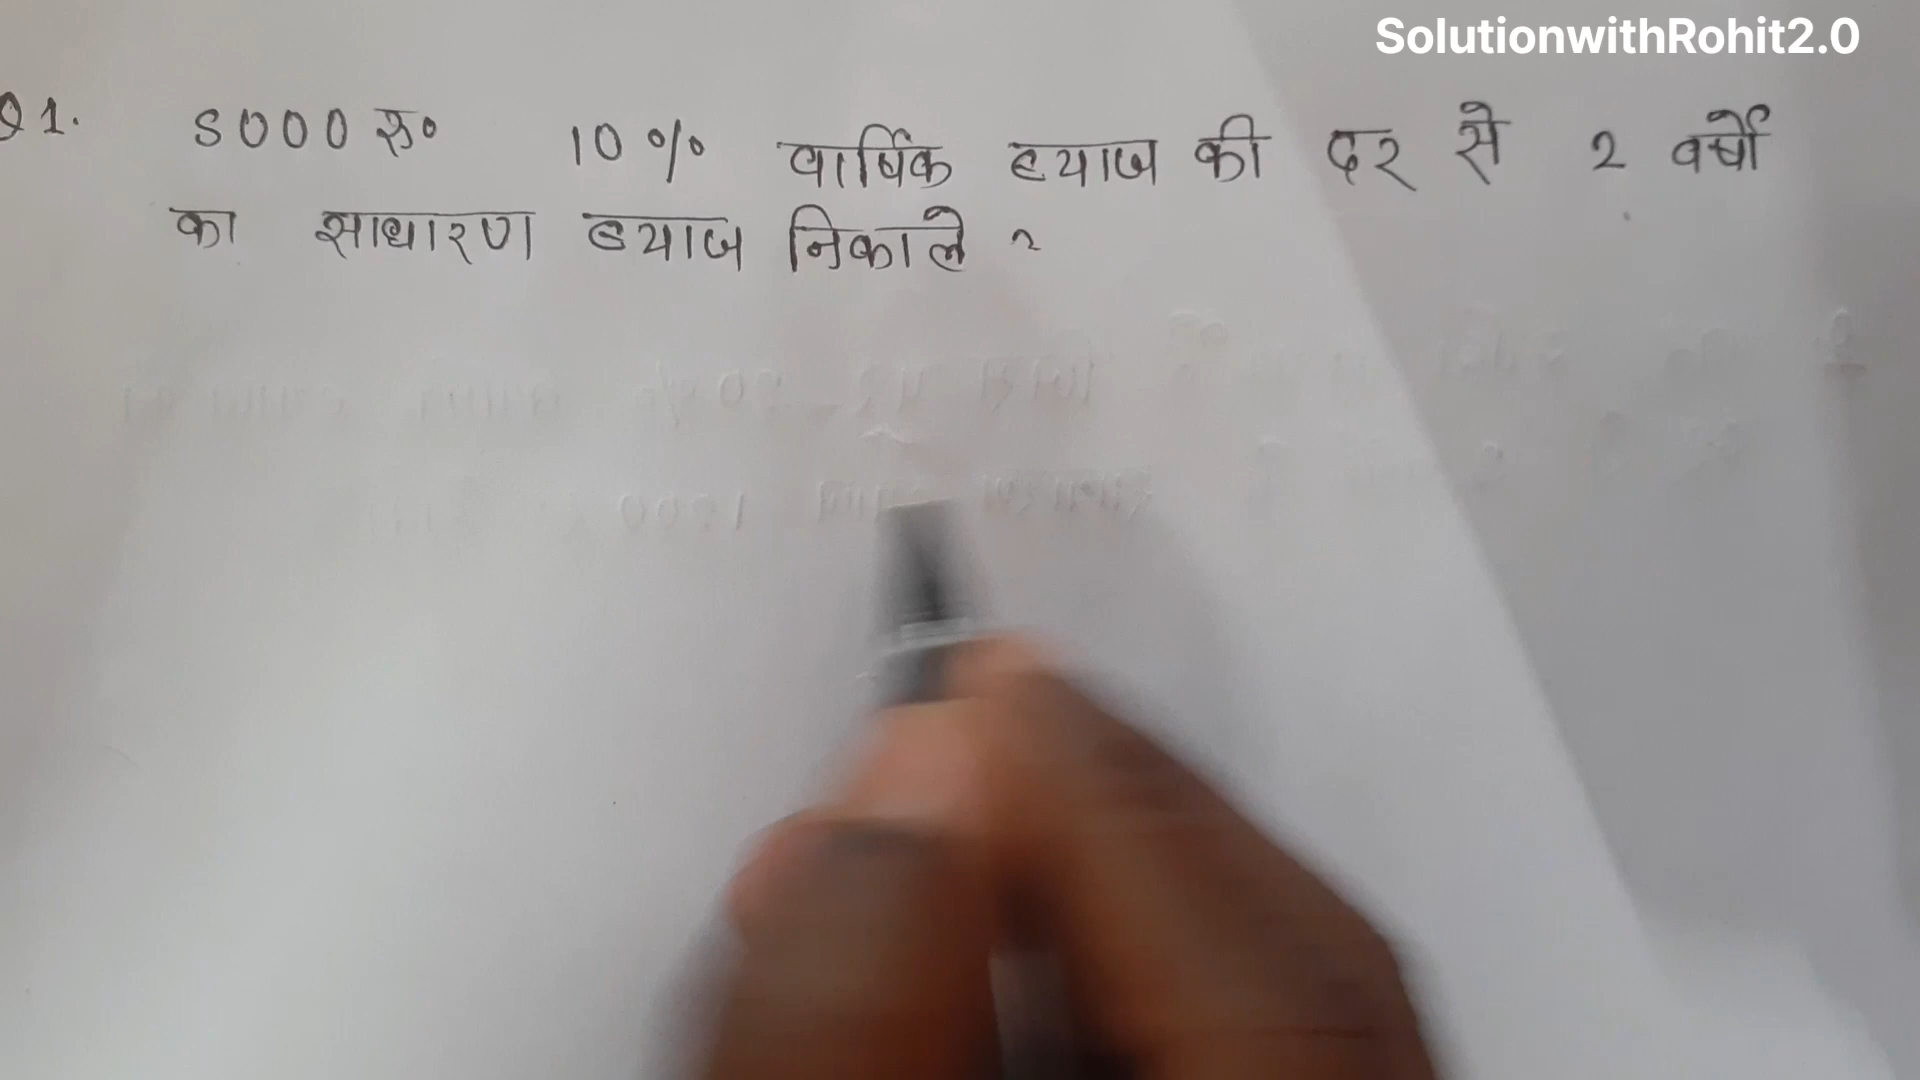 SolutionwithRohit2.0
Q1. 5000 रु० 10% वार्षिक ब्याज की दर से 2 वर्षो
का साधारण ब्याज निकाले ?